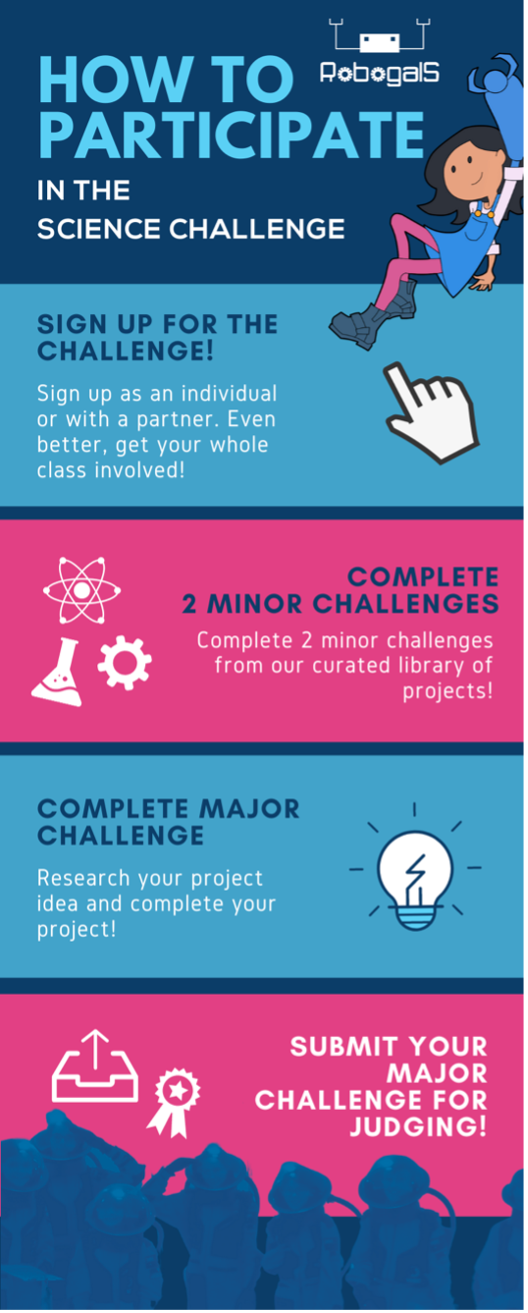 RobogalS
HOW TO
PARTICIPATE
IN THE
SCIENCE CHALLENGE
SIGN UP FOR THE
CHALLENGE!
Sign up as an individual
or with a partner. Even
better, get your whole
class involved!
COMPLETE
2 MINOR CHALLENGES
Complete 2 minor challenges
from our curated library of
projects!
COMPLETE MAJOR
CHALLENGE
Research your project
idea and complete your
project!
SUBMIT YOUR
MAJOR
CHALLENGE FOR
JUDGING!